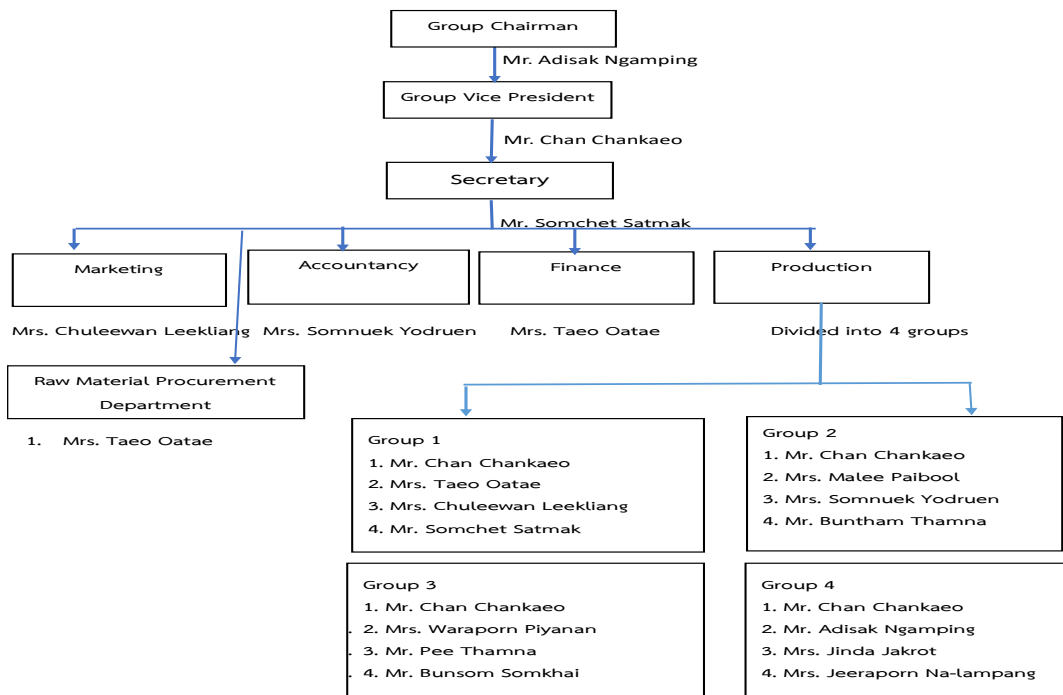 Group Chairman
Mr. Adisak Ngamping
Group Vice President
Mr. Chan Chankaeo
Secretary
Mr. Somchet Satmak
Marketing
Accountancy
Finance
Production
Mrs. Chuleewan Leekliang
Mrs. Somnuek Yodruen
Mrs. Taeo Oatae
Divided into 4 groups
Raw Material Procurement
Department
1. Mrs. Taeo Oatae
Group 1
1. Mr. Chan Chankaeo
2. Mrs. Taeo Oatae
3. Mrs. Chuleewan Leekliang
4. Mr. Somchet Satmak
Group 2
1. Mr. Chan Chankaeo
2. Mrs. Malee Paibool
3. Mrs. Somnuek Yodruen
4. Mr. Buntham Thamna
Group 3
1. Mr. Chan Chankaeo
. 2. Mrs. Waraporn Piyanan
. 3. Mr. Pee Thamna
. 4. Mr. Bunsom Somkhai
Group 4
1. Mr. Chan Chankaeo
2. Mr. Adisak Ngamping
3. Mrs. Jinda Jakrot
4. Mrs. Jeeraporn Na-lampang